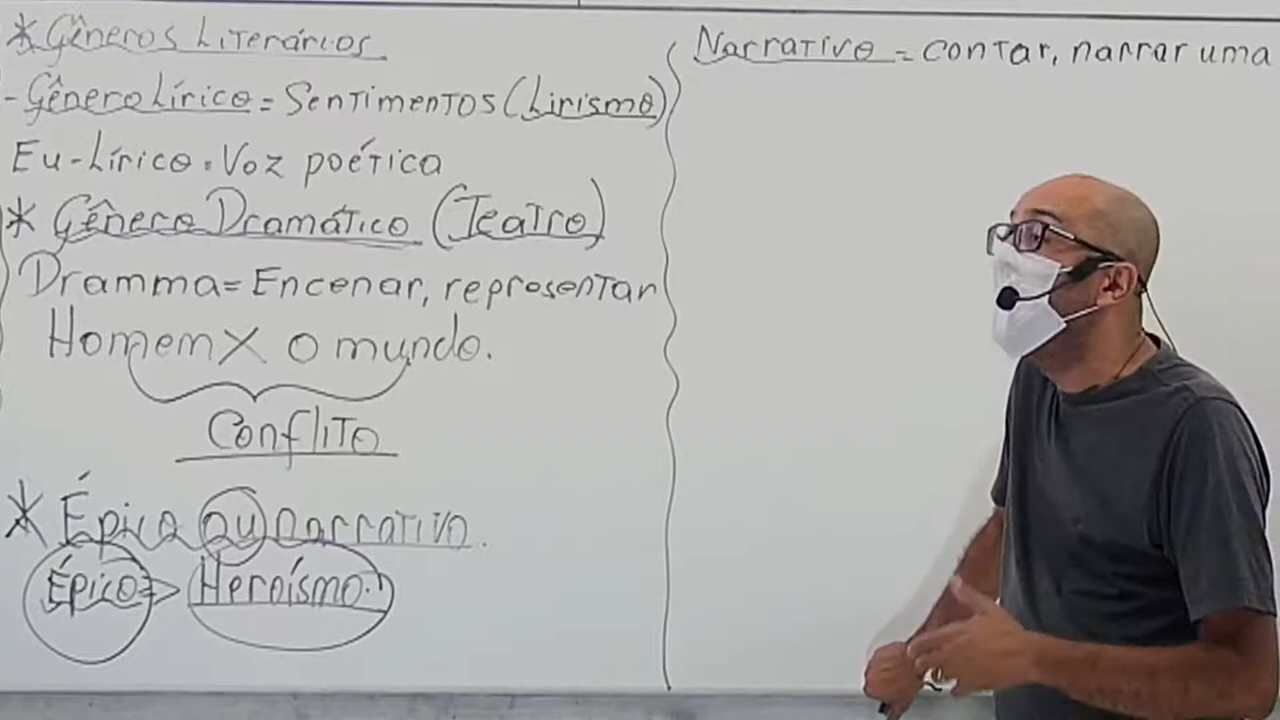 * Gêneros Literários
- Gênero Lírico = Sentimentos (Lirismo)
Eu-Lírico = Voz poética
* Gênero Dramático (Teatro)
Dramma = Encenar, representar
Homem X o mundo.
Conflito
* Épico ou narrativo.
Épico => Heroísmo.
Narrativo = contar, narrar uma